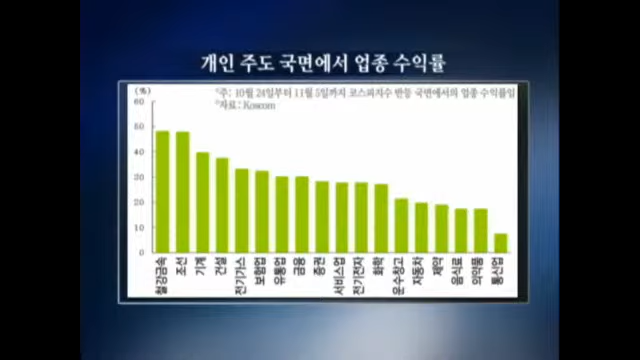 개인 주도 국면에서 업종 수익률
(%)
*주: 10월 24일부터 11월 5일까지 코스피지수 반등 국면에서의 업종 수익률임
*자료: Koscom
60
50
40
30
20
10
0
철강금속
조선
기계
건설
전기가스
보험업
유통업
금융
증권
서비스업
전기전자
화학
운수창고
자동차
제약
음식료
의약품
통신업